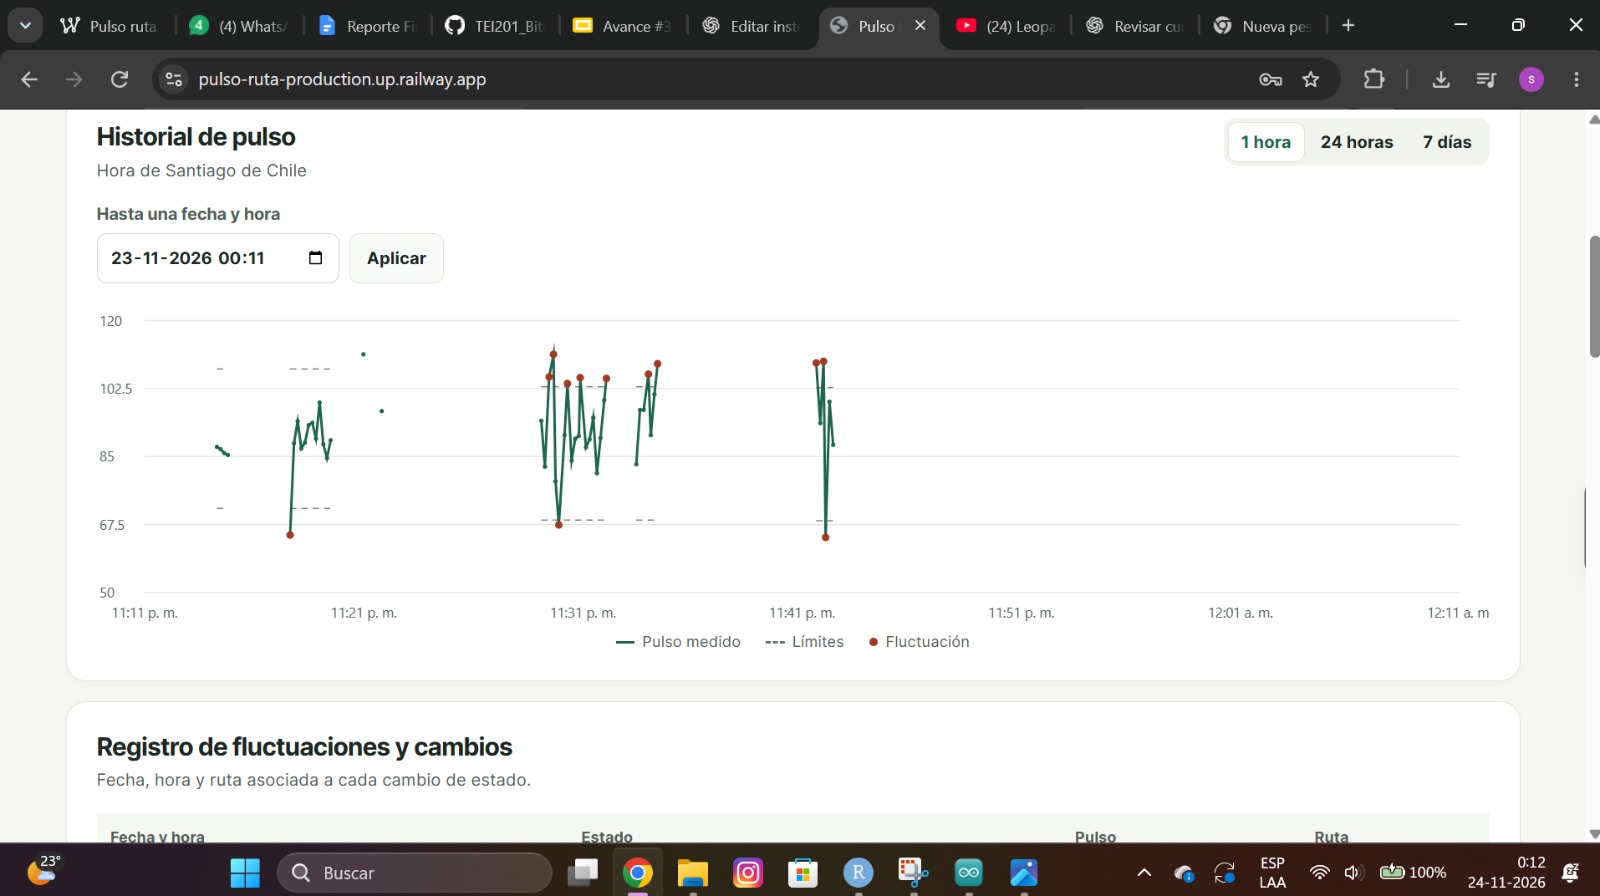 Pulso ruta
4
(4) Whats
Reporte Fi
TEI201_Bit
Avance #3
Editar inst
Pulso
(24) Leopa
Revisar cu
Nueva pes
pulso-ruta-production.up.railway.app
s
Historial de pulso
Hora de Santiago de Chile
1 hora
24 horas
7 días
Hasta una fecha y hora
23-11-2026 00:11
Aplicar
120
102.5
85
67.5
50
11:11 p. m.
11:21 p. m.
11:31 p. m.
11:41 p. m.
11:51 p. m.
12:01 a. m.
12:11 a. m
Pulso medido
Límites
Fluctuación
Registro de fluctuaciones y cambios
Fecha, hora y ruta asociada a cada cambio de estado.
Fecha y hora
Estado
Pulso
Ruta
23°
Buscar
R
ESP
LAA
100%
0:12
24-11-2026